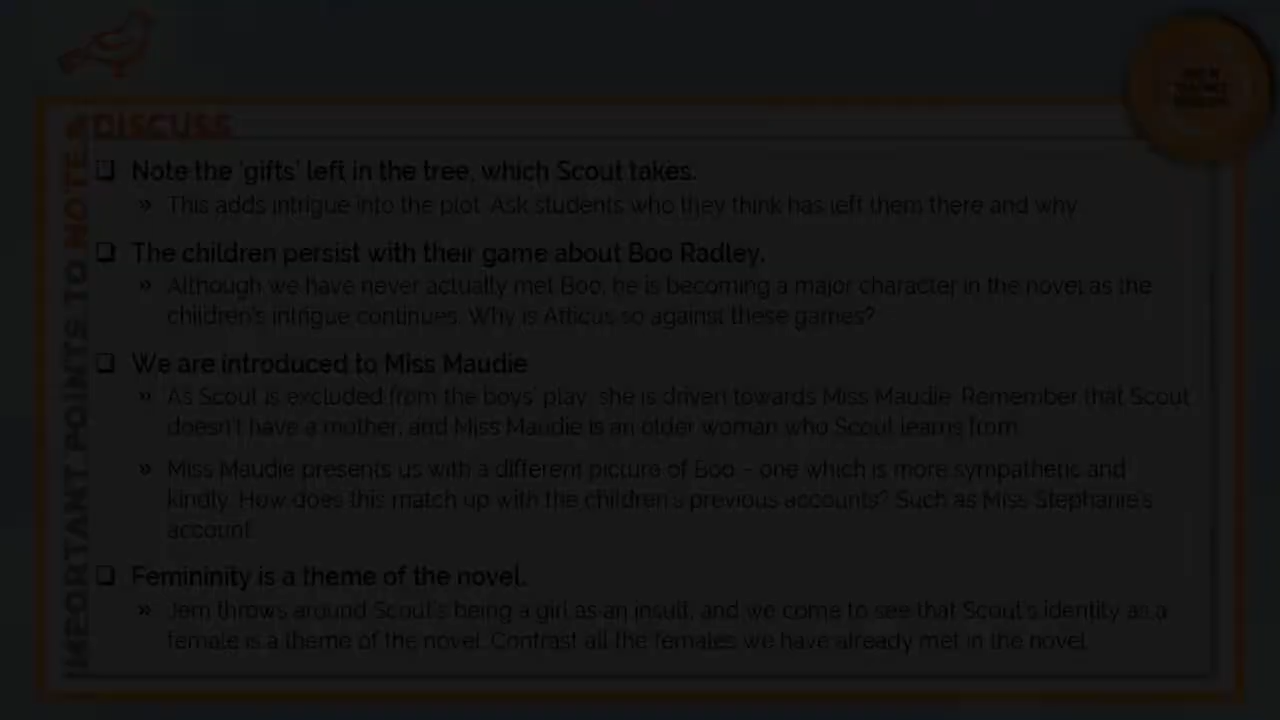 & DISCUSS
IMPORTANT POINTS TO NOTE
❑ Note the 'gifts' left in the tree, which Scout takes.
» This adds intrigue into the plot. Ask students who they think has left them there and why.
❑ The children persist with their game about Boo Radley.
» Although we have never actually met Boo, he is becoming a major character in the novel as the
children's intrigue continues. Why is Atticus so against these games?
❑ We are introduced to Miss Maudie
» As Scout is excluded from the boys' play, she is driven towards Miss Maudie. Remember that Scout
doesn't have a mother, and Miss Maudie is an older woman who Scout learns from.
» Miss Maudie presents us with a different picture of Boo – one which is more sympathetic and
kindly. How does this match up with the children's previous accounts? Such as Miss Stephanie's
account.
❑ Femininity is a theme of the novel.
» Jem throws around Scout's being a girl as an insult, and we come to see that Scout's identity as a
female is a theme of the novel. Contrast all the females we have already met in the novel.